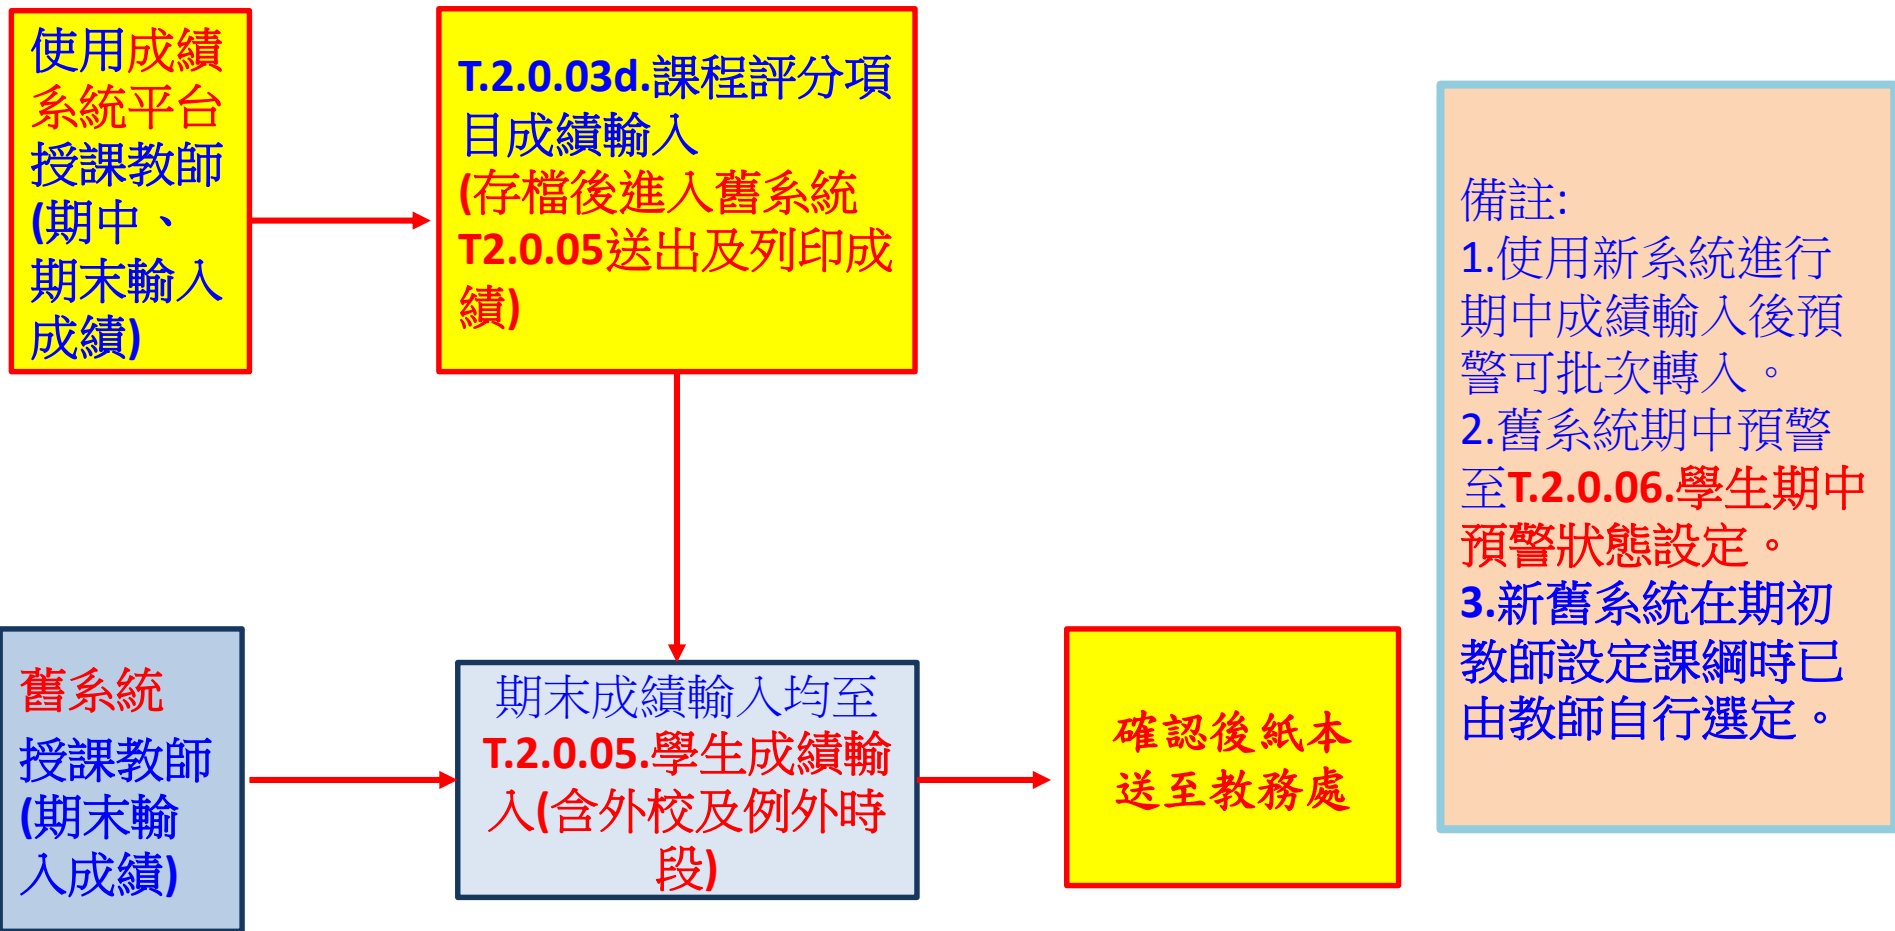 使用成績
系統平台
授課教師
(期中、
期末輸入
成績)
T.2.0.03d.課程評分項
目成績輸入
(存檔後進入舊系統
T2.0.05送出及列印成
績)
舊系統
授課教師
(期末輸
入成績)
期末成績輸入均至
T.2.0.05.學生成績輸
入(含外校及例外時
段)
確認後紙本
送至教務處
備註:
1.使用新系統進行
期中成績輸入後預
警可批次轉入。
2.舊系統期中預警
至T.2.0.06.學生期中
預警狀態設定。
3.新舊系統在期初
教師設定課綱時已
由教師自行選定。